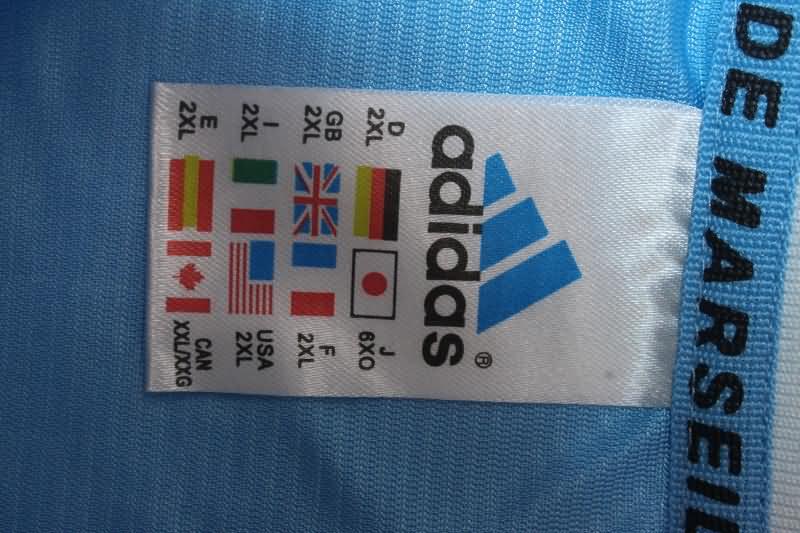 DE MARSEIL
adidas®
D J
2XL 6XO
GB F
2XL 2XL
I USA
2XL 2XL
E CAN
2XL XXL/XXG